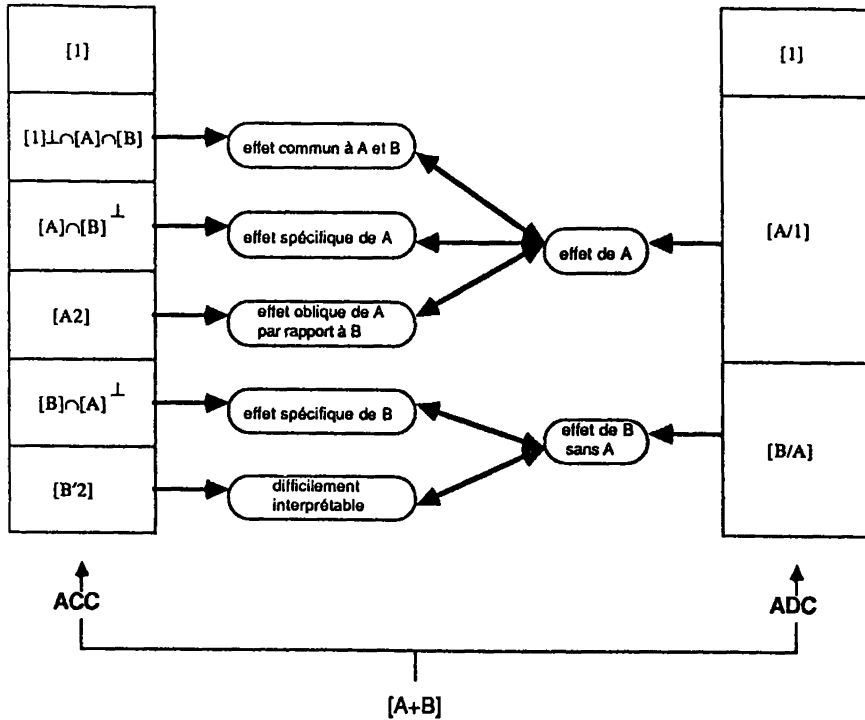 [1]
[1]⊥∩[A]∩[B]
[A]∩[B]⊥
[A2]
[B]∩[A]⊥
[B'2]
effet commun à A et B
effet spécifique de A
effet oblique de A
par rapport à B
effet spécifique de B
difficilement
interprétable
effet de A
effet de B
sans A
[1]
[A/1]
[B/A]
ACC
ADC
[A+B]